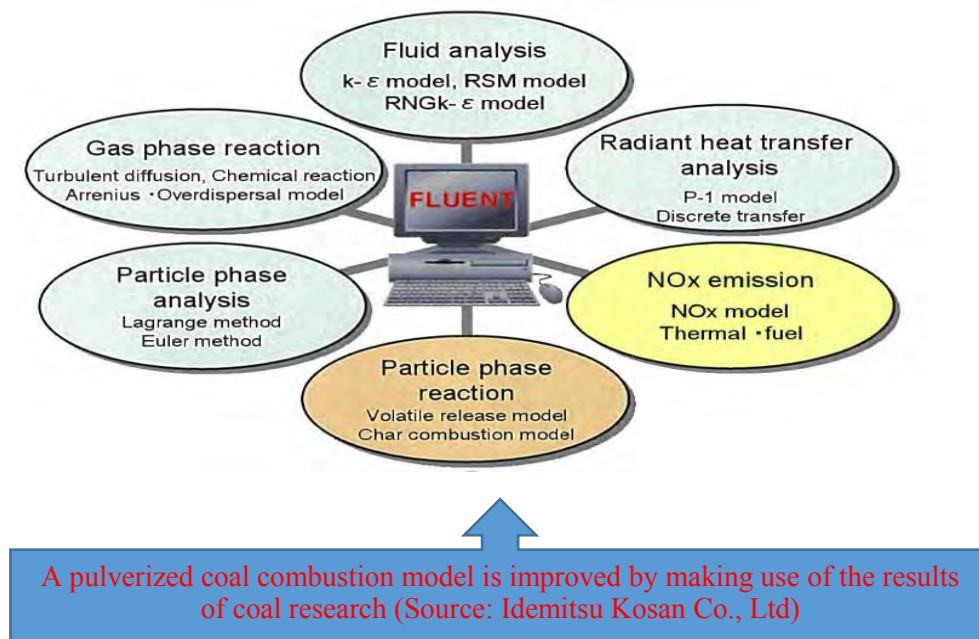 Fluid analysis
k- ε model, RSM model
RNGk- ε model
Gas phase reaction
Turbulent diffusion, Chemical reaction
Arrenius ・Overdispersal model
Radiant heat transfer
analysis
P-1 model
Discrete transfer
FLUENT
Particle phase
analysis
Lagrange method
Euler method
NOx emission
NOx model
Thermal ・fuel
Particle phase
reaction
Volatile release model
Char combustion model
A pulverized coal combustion model is improved by making use of the results
of coal research (Source: Idemitsu Kosan Co., Ltd)